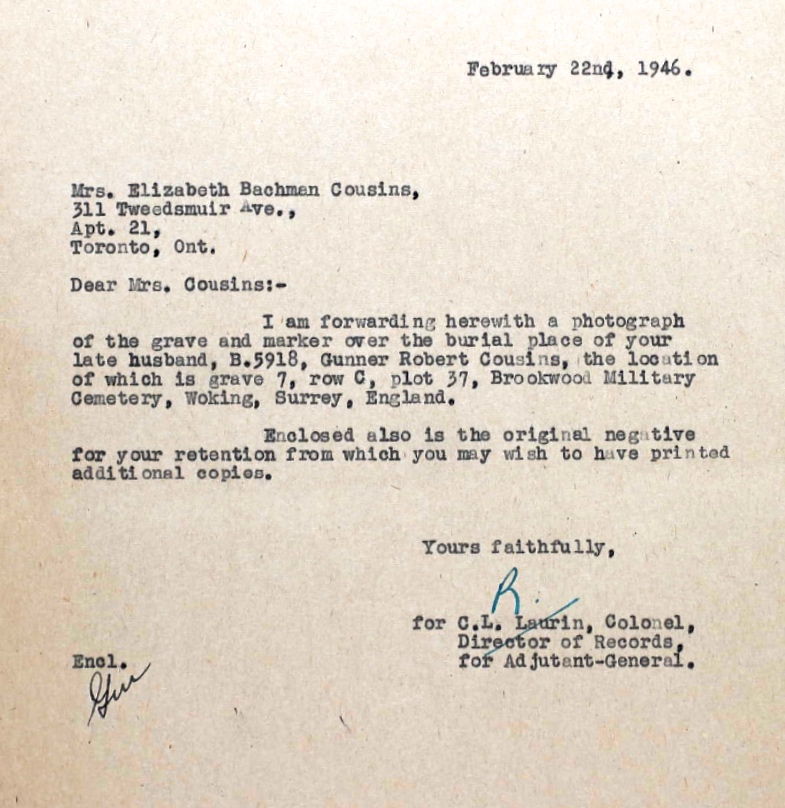 February 22nd, 1946.
Mrs. Elizabeth Bachman Cousins,
311 Tweedsmuir Ave.,
Apt. 21,
Toronto, Ont.
Dear Mrs. Cousins:-
I am forwarding herewith a photograph
of the grave and marker over the burial place of your
late husband, B.5918, Gunner Robert Cousins, the location
of which is grave 7, row C, plot 37, Brookwood Military
Cemetery, Woking, Surrey, England.
Enclosed also is the original negative
for your retention from which you may wish to have printed
additional copies.
Yours faithfully,
R.
for C.L. Laurin, Colonel,
Director of Records,
for Adjutant-General.
Encl.